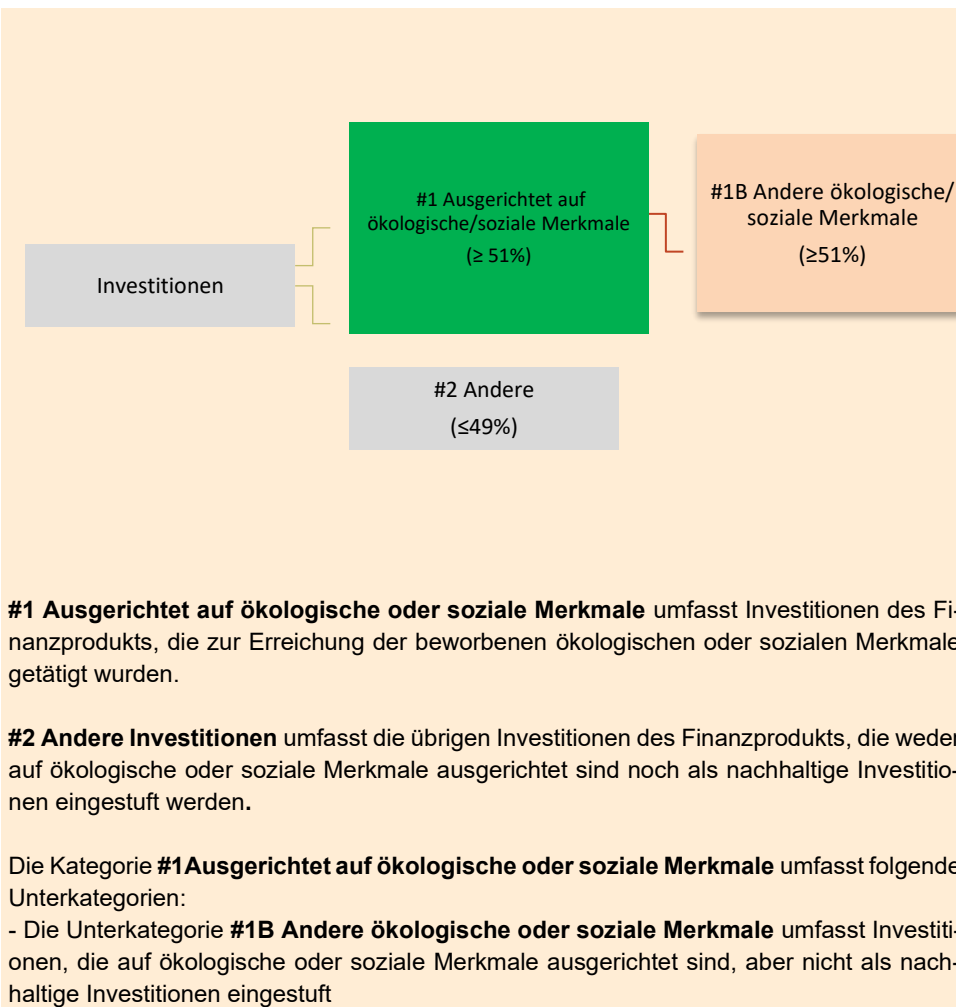 #1 Ausgerichtet auf
ökologische/soziale Merkmale
(≥ 51%)
#1B Andere ökologische/
soziale Merkmale
(≥51%)
Investitionen
#2 Andere
(≤49%)
#1 Ausgerichtet auf ökologische oder soziale Merkmale umfasst Investitionen des Fi-
nanzprodukts, die zur Erreichung der beworbenen ökologischen oder sozialen Merkmale
getätigt wurden.
#2 Andere Investitionen umfasst die übrigen Investitionen des Finanzprodukts, die weder
auf ökologische oder soziale Merkmale ausgerichtet sind noch als nachhaltige Investitio-
nen eingestuft werden.
Die Kategorie #1Ausgerichtet auf ökologische oder soziale Merkmale umfasst folgende
Unterkategorien:
- Die Unterkategorie #1B Andere ökologische oder soziale Merkmale umfasst Investiti-
onen, die auf ökologische oder soziale Merkmale ausgerichtet sind, aber nicht als nach-
haltige Investitionen eingestuft